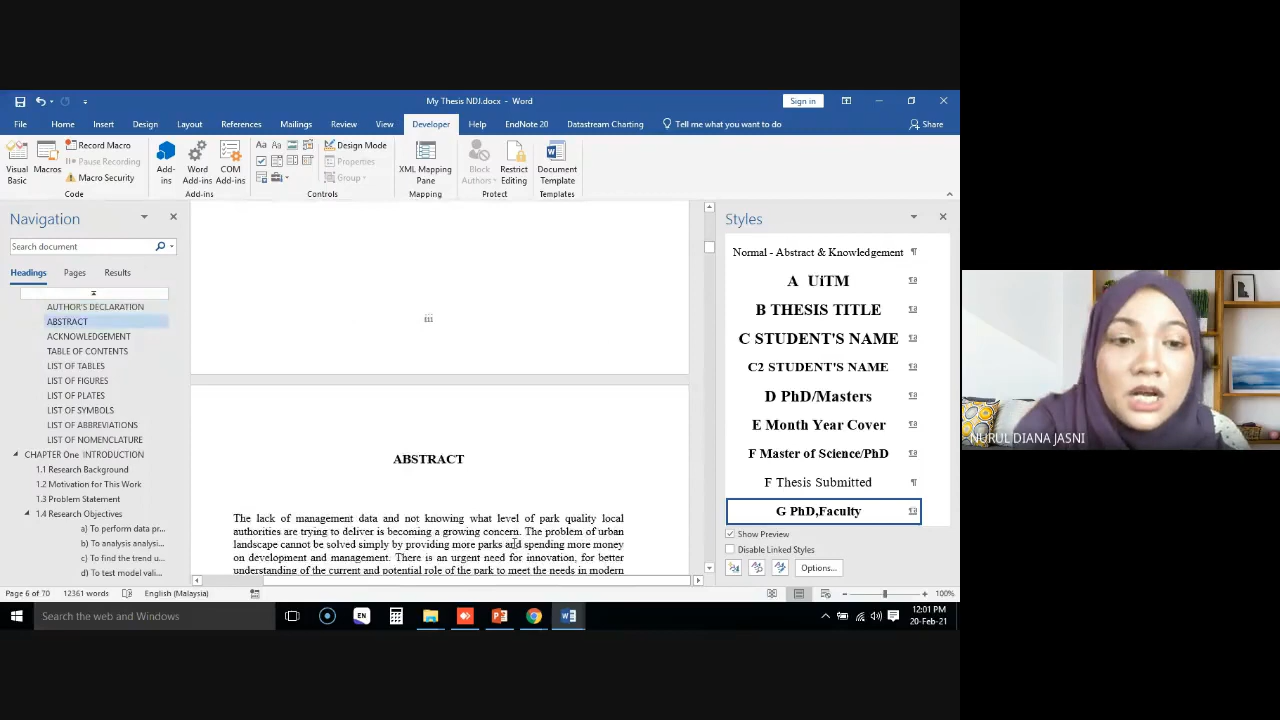 My Thesis NDJ.docx - Word
Sign in
File Home Insert Design Layout References Mailings Review View Developer Help EndNote 20 Datastream Charting Tell me what you want to do Share
Visual Basic
Macros
Record Macro
Pause Recording
Macro Security
Code
Add-ins
Word Add-ins
COM Add-ins
Add-ins
Aa Aa
Design Mode
Properties
Group
Controls
XML Mapping Pane
Mapping
Block Authors
Restrict Editing
Protect
Document Template
Templates
Navigation
Search document
Headings Pages Results
AUTHOR'S DECLARATION
ABSTRACT
ACKNOWLEDGEMENT
TABLE OF CONTENTS
LIST OF TABLES
LIST OF FIGURES
LIST OF PLATES
LIST OF SYMBOLS
LIST OF ABBREVIATIONS
LIST OF NOMENCLATURE
CHAPTER One INTRODUCTION
1.1 Research Background
1.2 Motivation for This Work
1.3 Problem Statement
1.4 Research Objectives
a) To perform data pr...
b) To analysis analysi...
c) To find the trend u...
d) To test model vali...
iii
ABSTRACT
The lack of management data and not knowing what level of park quality local
authorities are trying to deliver is becoming a growing concern. The problem of urban
landscape cannot be solved simply by providing more parks and spending more money
on development and management. There is an urgent need for innovation, for better
understanding of the current and potential role of the park to meet the needs in modern
Styles
Normal - Abstract & Knowledgement ¶
A UiTM
B THESIS TITLE
C STUDENT'S NAME
C2 STUDENT'S NAME
D PhD/Masters
E Month Year Cover
F Master of Science/PhD
F Thesis Submitted ¶
G PhD,Faculty
Show Preview
Disable Linked Styles
Options...
NURUL DIANA JASNI
Page 6 of 70 12361 words English (Malaysia) 100%
Search the web and Windows
EN
12:01 PM
20-Feb-21